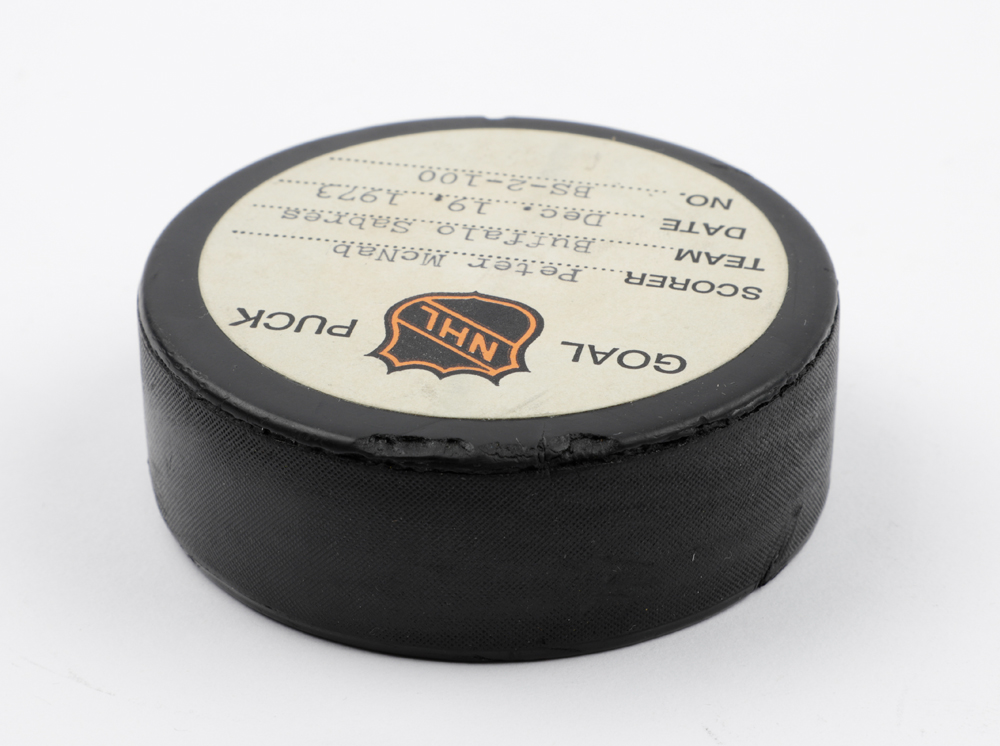 GOAL NHL PUCK
SCORER Peter McNab
TEAM Buffalo Sabres
DATE Dec. 19, 1973
NO. BS-2-100